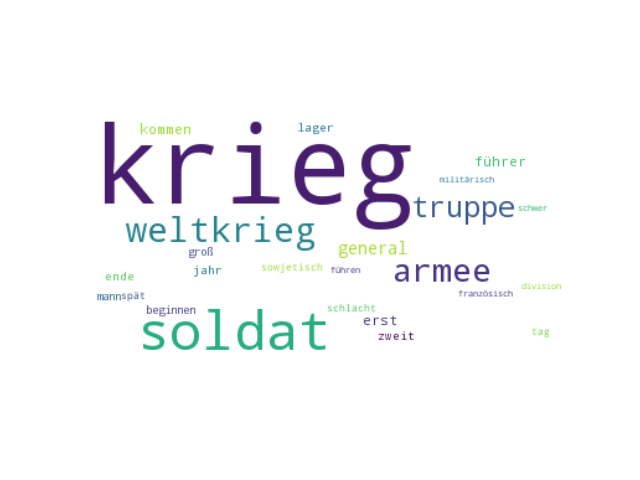 kommen
lager
krieg
führer
militärisch
truppe
schwer
weltkrieg
general
groß
armee
sowjetisch
führen
jahr
ende
division
französisch
mann
spät
beginnen
schlacht
soldat
erst
zweit
tag